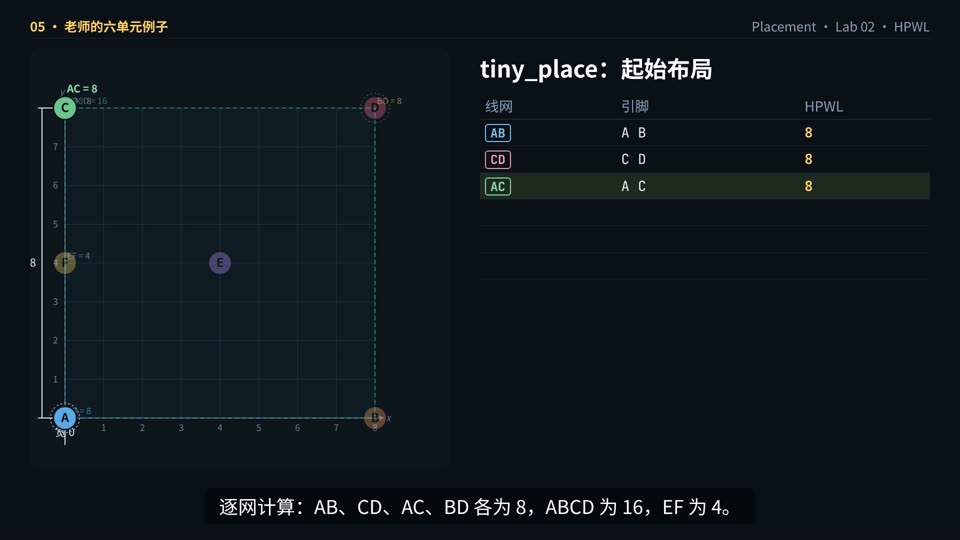 05 • 老师的六单元例子
Placement • Lab 02 • HPWL
tiny_place：起始布局
线网 引脚 HPWL
AB A B 8
CD C D 8
AC A C 8
AC = 8
y
C
D
BD = 8
7
6
5
8
F
EF = 4
E
3
2
1
A
B
x
1 2 3 4 5 6 7 8
逐网计算：AB、CD、AC、BD 各为 8，ABCD 为 16，EF 为 4。